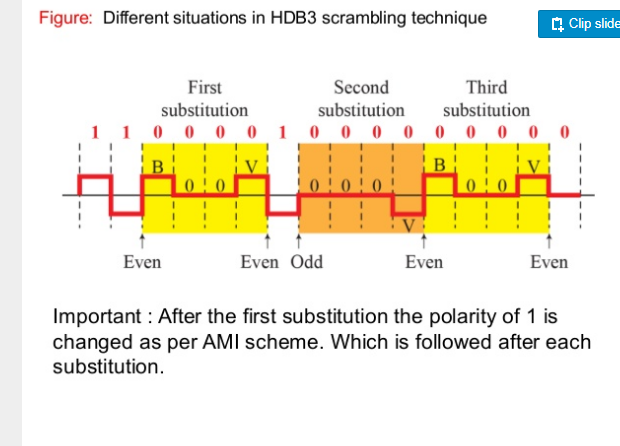 Figure: Different situations in HDB3 scrambling technique
Clip slide
First Second Third
substitution substitution substitution
1 1 0 0 0 0 1 0 0 0 0 0 0 0 0 0
B V B V
0 0 0 0 0 0 0
V
Even Even Odd Even Even
Important : After the first substitution the polarity of 1 is
changed as per AMI scheme. Which is followed after each
substitution.